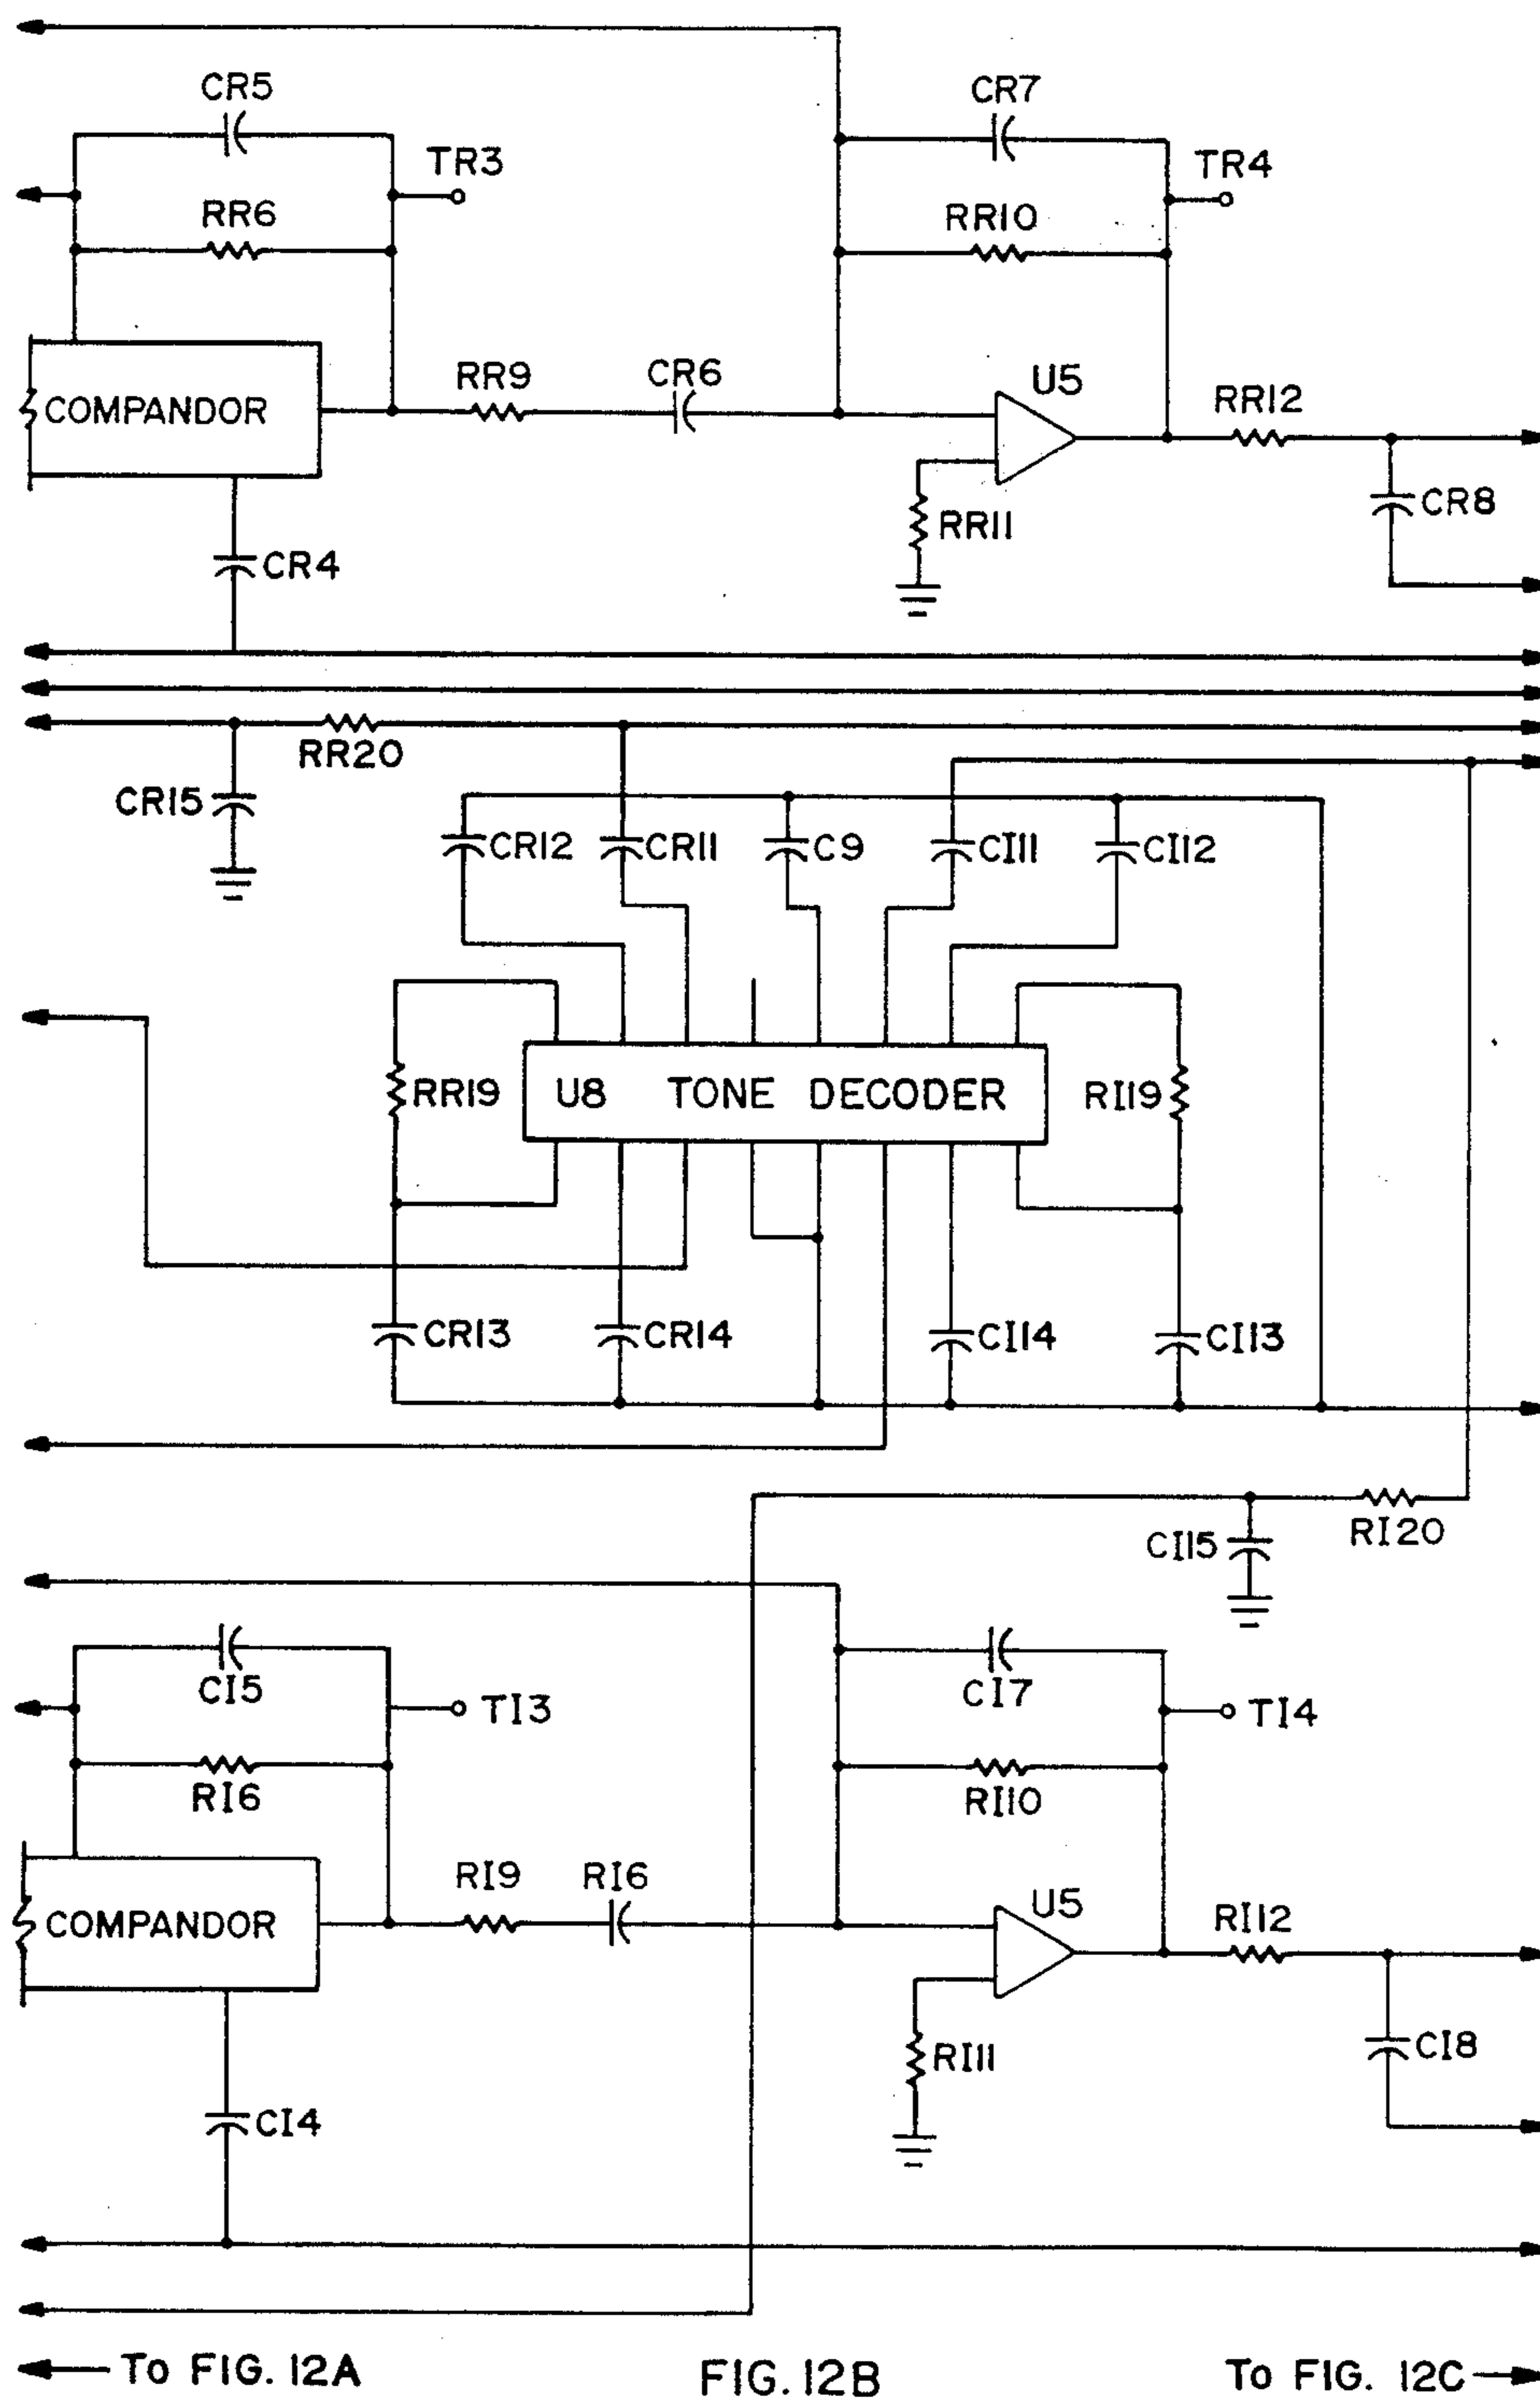 CR5
CR7
TR3
TR4
RR6
RR10
COMPANDOR
RR9
CR6
U5
RR12
CR8
RR11
CR4
RR20
CR15
CR12
CR11
C9
CI11
CI12
RR19
U8 TONE DECODER
RI19
CR13
CR14
CI14
CI13
CI15
RI20
CI5
CI7
TI3
TI4
RI6
RI10
COMPANDOR
RI9
RI6
U5
RI12
RI11
CI8
CI4
To FIG. 12A
FIG. 12B
To FIG. 12C